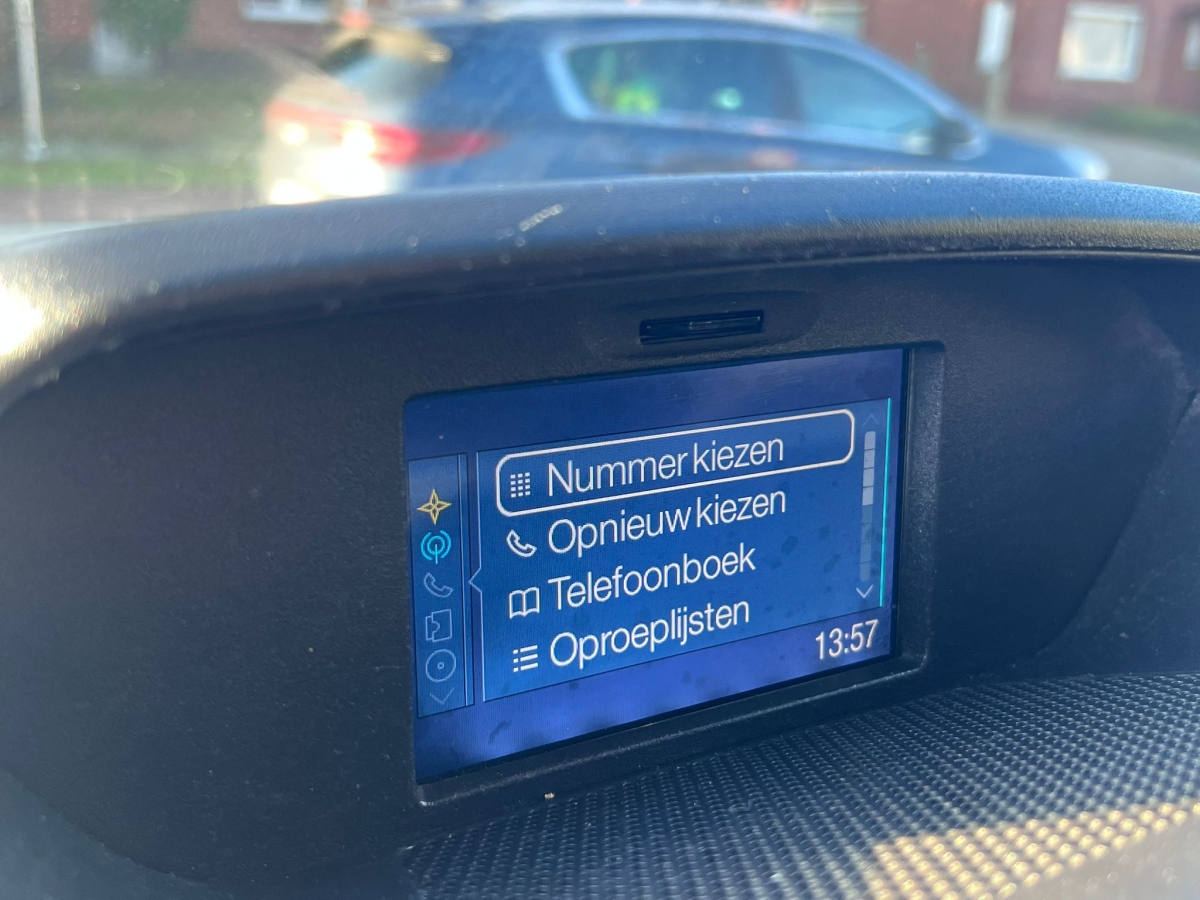 Nummer kiezen
Opnieuw kiezen
Telefoonboek
Oproeplijsten
13:57